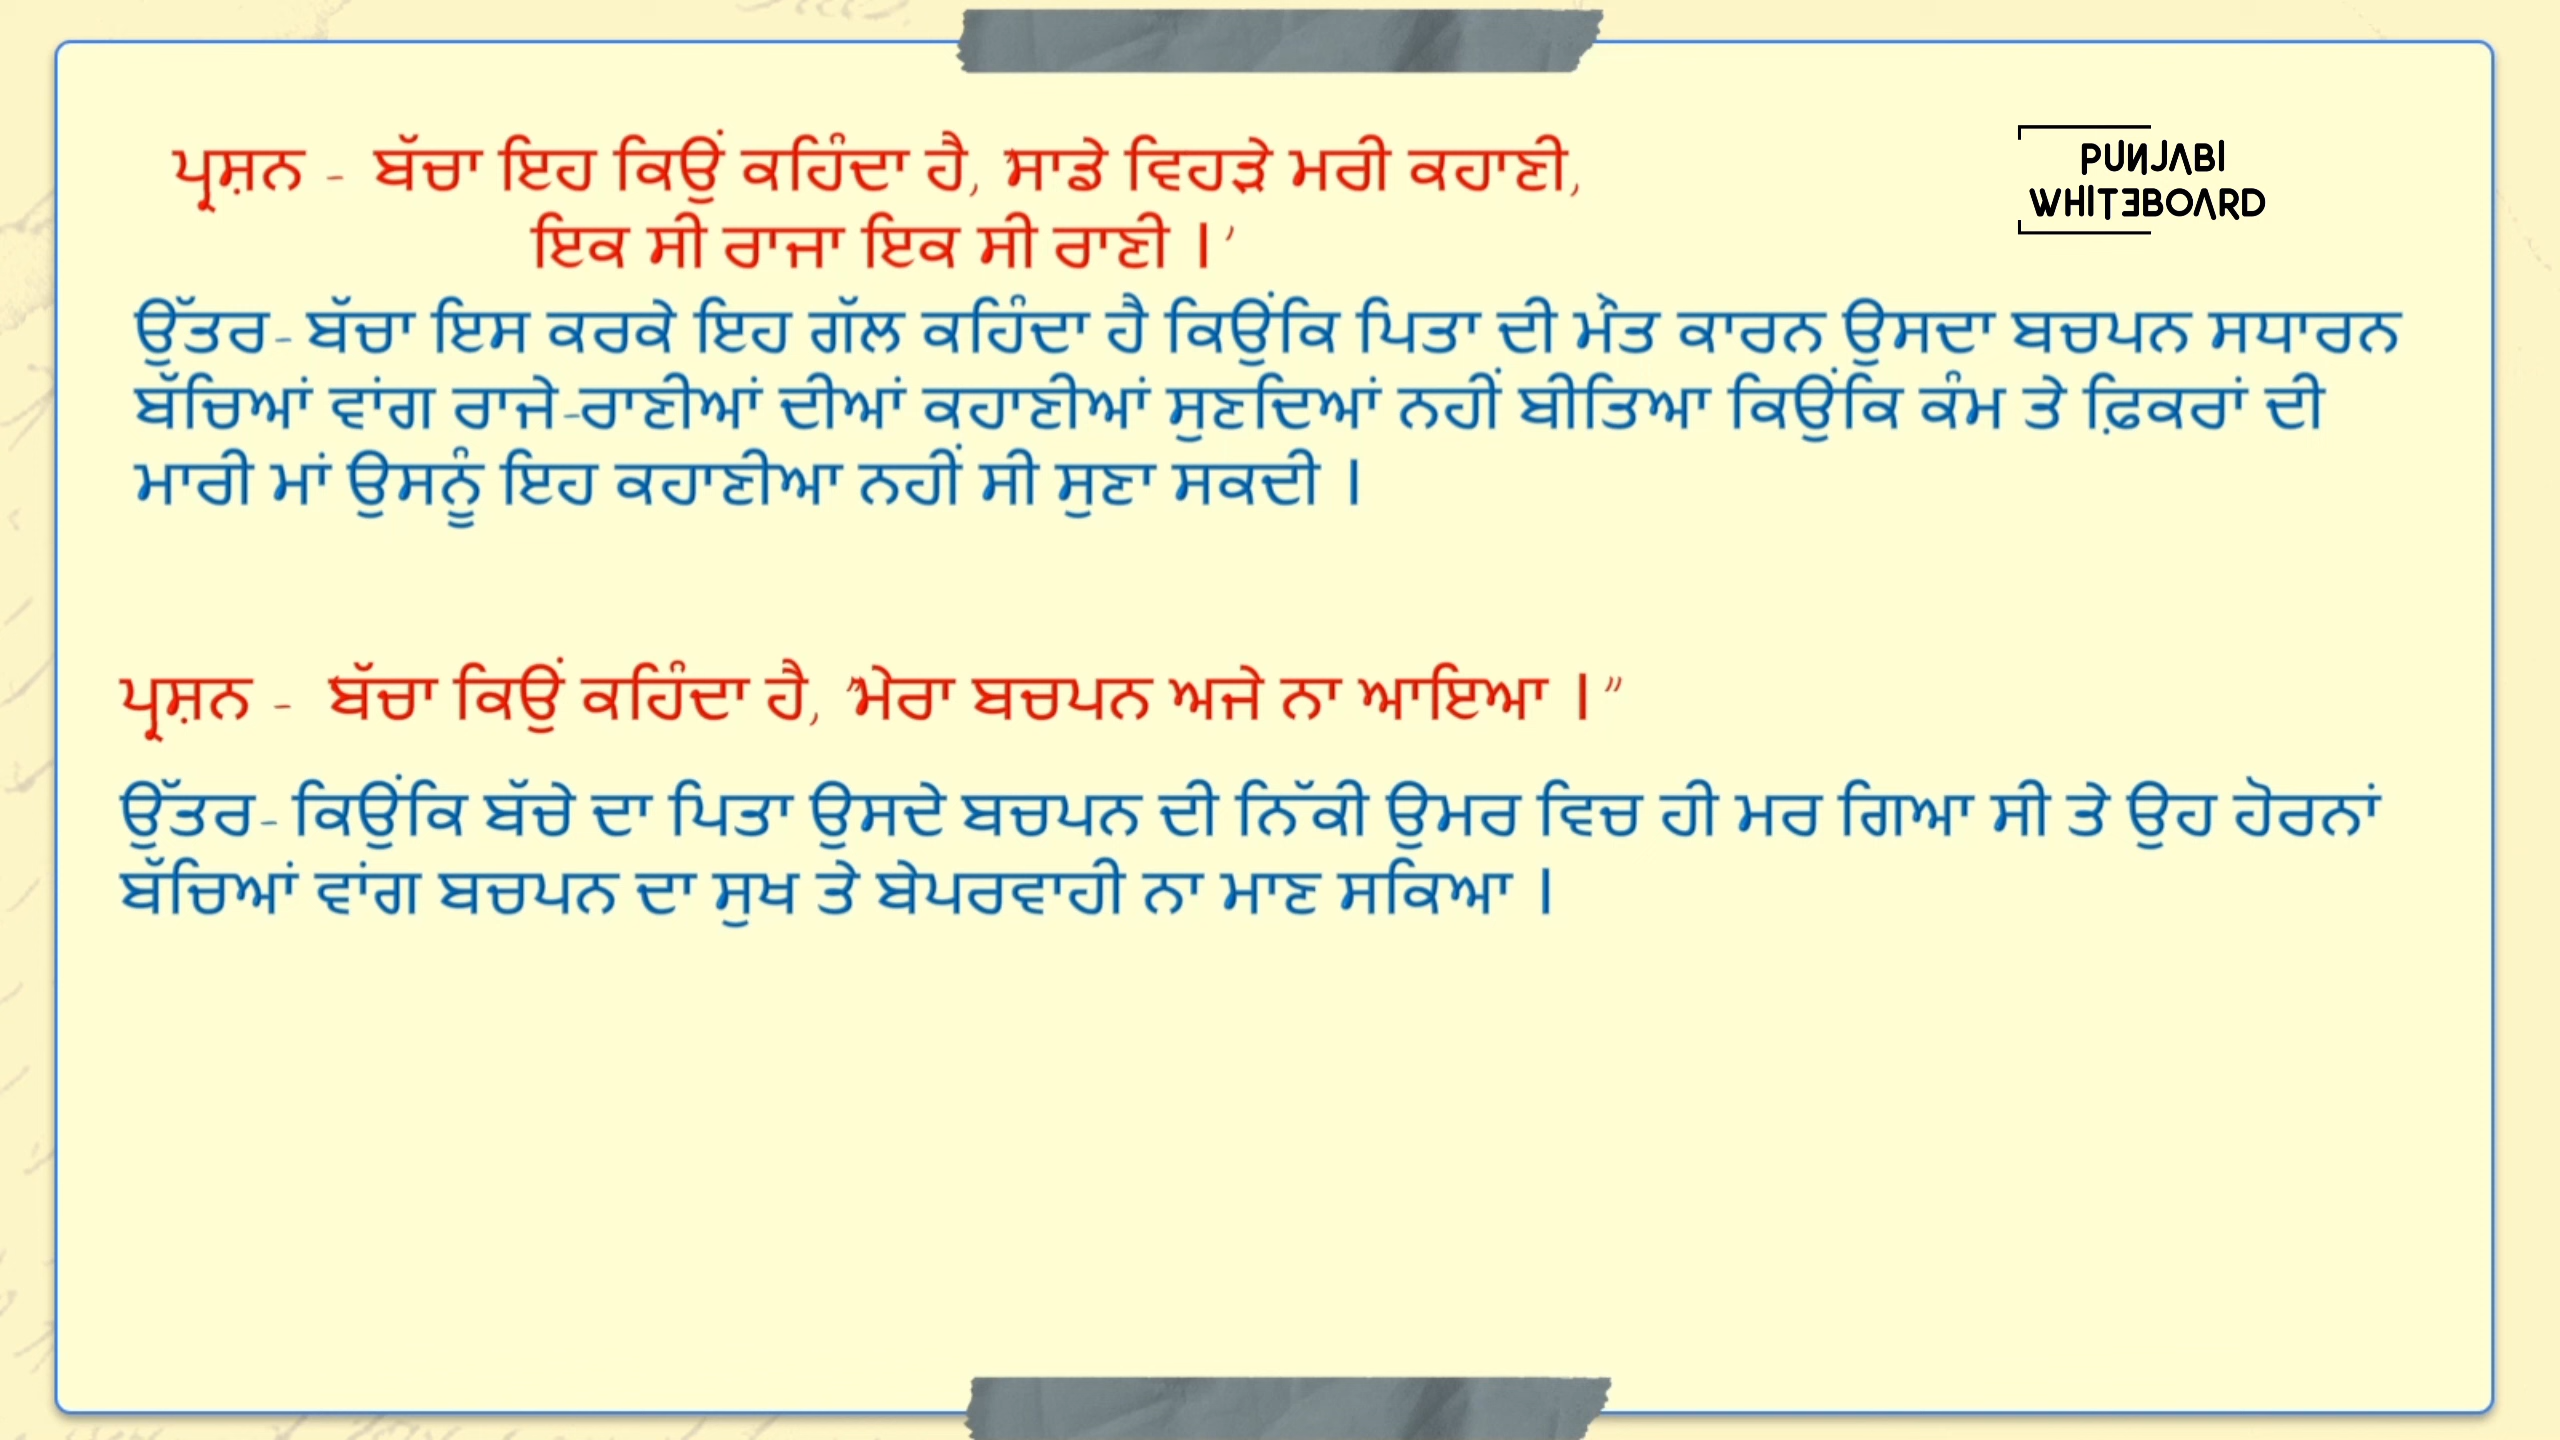 ਪ੍ਰਸ਼ਨ - ਬੱਚਾ ਇਹ ਕਿਉਂ ਕਹਿੰਦਾ ਹੈ, 'ਸਾਡੇ ਵਿਹੜੇ ਮਰੀ ਕਹਾਣੀ,
ਇਕ ਸੀ ਰਾਜਾ ਇਕ ਸੀ ਰਾਣੀ ।'
PUNJABI
WHITEBOARD
ਉੱਤਰ- ਬੱਚਾ ਇਸ ਕਰਕੇ ਇਹ ਗੱਲ ਕਹਿੰਦਾ ਹੈ ਕਿਉਂਕਿ ਪਿਤਾ ਦੀ ਮੌਤ ਕਾਰਨ ਉਸਦਾ ਬਚਪਨ ਸਧਾਰਨ
ਬੱਚਿਆਂ ਵਾਂਗ ਰਾਜੇ-ਰਾਣੀਆਂ ਦੀਆਂ ਕਹਾਣੀਆਂ ਸੁਣਦਿਆਂ ਨਹੀਂ ਬੀਤਿਆ ਕਿਉਂਕਿ ਕੰਮ ਤੇ ਫ਼ਿਕਰਾਂ ਦੀ
ਮਾਰੀ ਮਾਂ ਉਸਨੂੰ ਇਹ ਕਹਾਣੀਆ ਨਹੀਂ ਸੀ ਸੁਣਾ ਸਕਦੀ ।
ਪ੍ਰਸ਼ਨ - ਬੱਚਾ ਕਿਉਂ ਕਹਿੰਦਾ ਹੈ, "ਮੇਰਾ ਬਚਪਨ ਅਜੇ ਨਾ ਆਇਆ ।"
ਉੱਤਰ- ਕਿਉਂਕਿ ਬੱਚੇ ਦਾ ਪਿਤਾ ਉਸਦੇ ਬਚਪਨ ਦੀ ਨਿੱਕੀ ਉਮਰ ਵਿਚ ਹੀ ਮਰ ਗਿਆ ਸੀ ਤੇ ਉਹ ਹੋਰਨਾਂ
ਬੱਚਿਆਂ ਵਾਂਗ ਬਚਪਨ ਦਾ ਸੁਖ ਤੇ ਬੇਪਰਵਾਹੀ ਨਾ ਮਾਣ ਸਕਿਆ ।